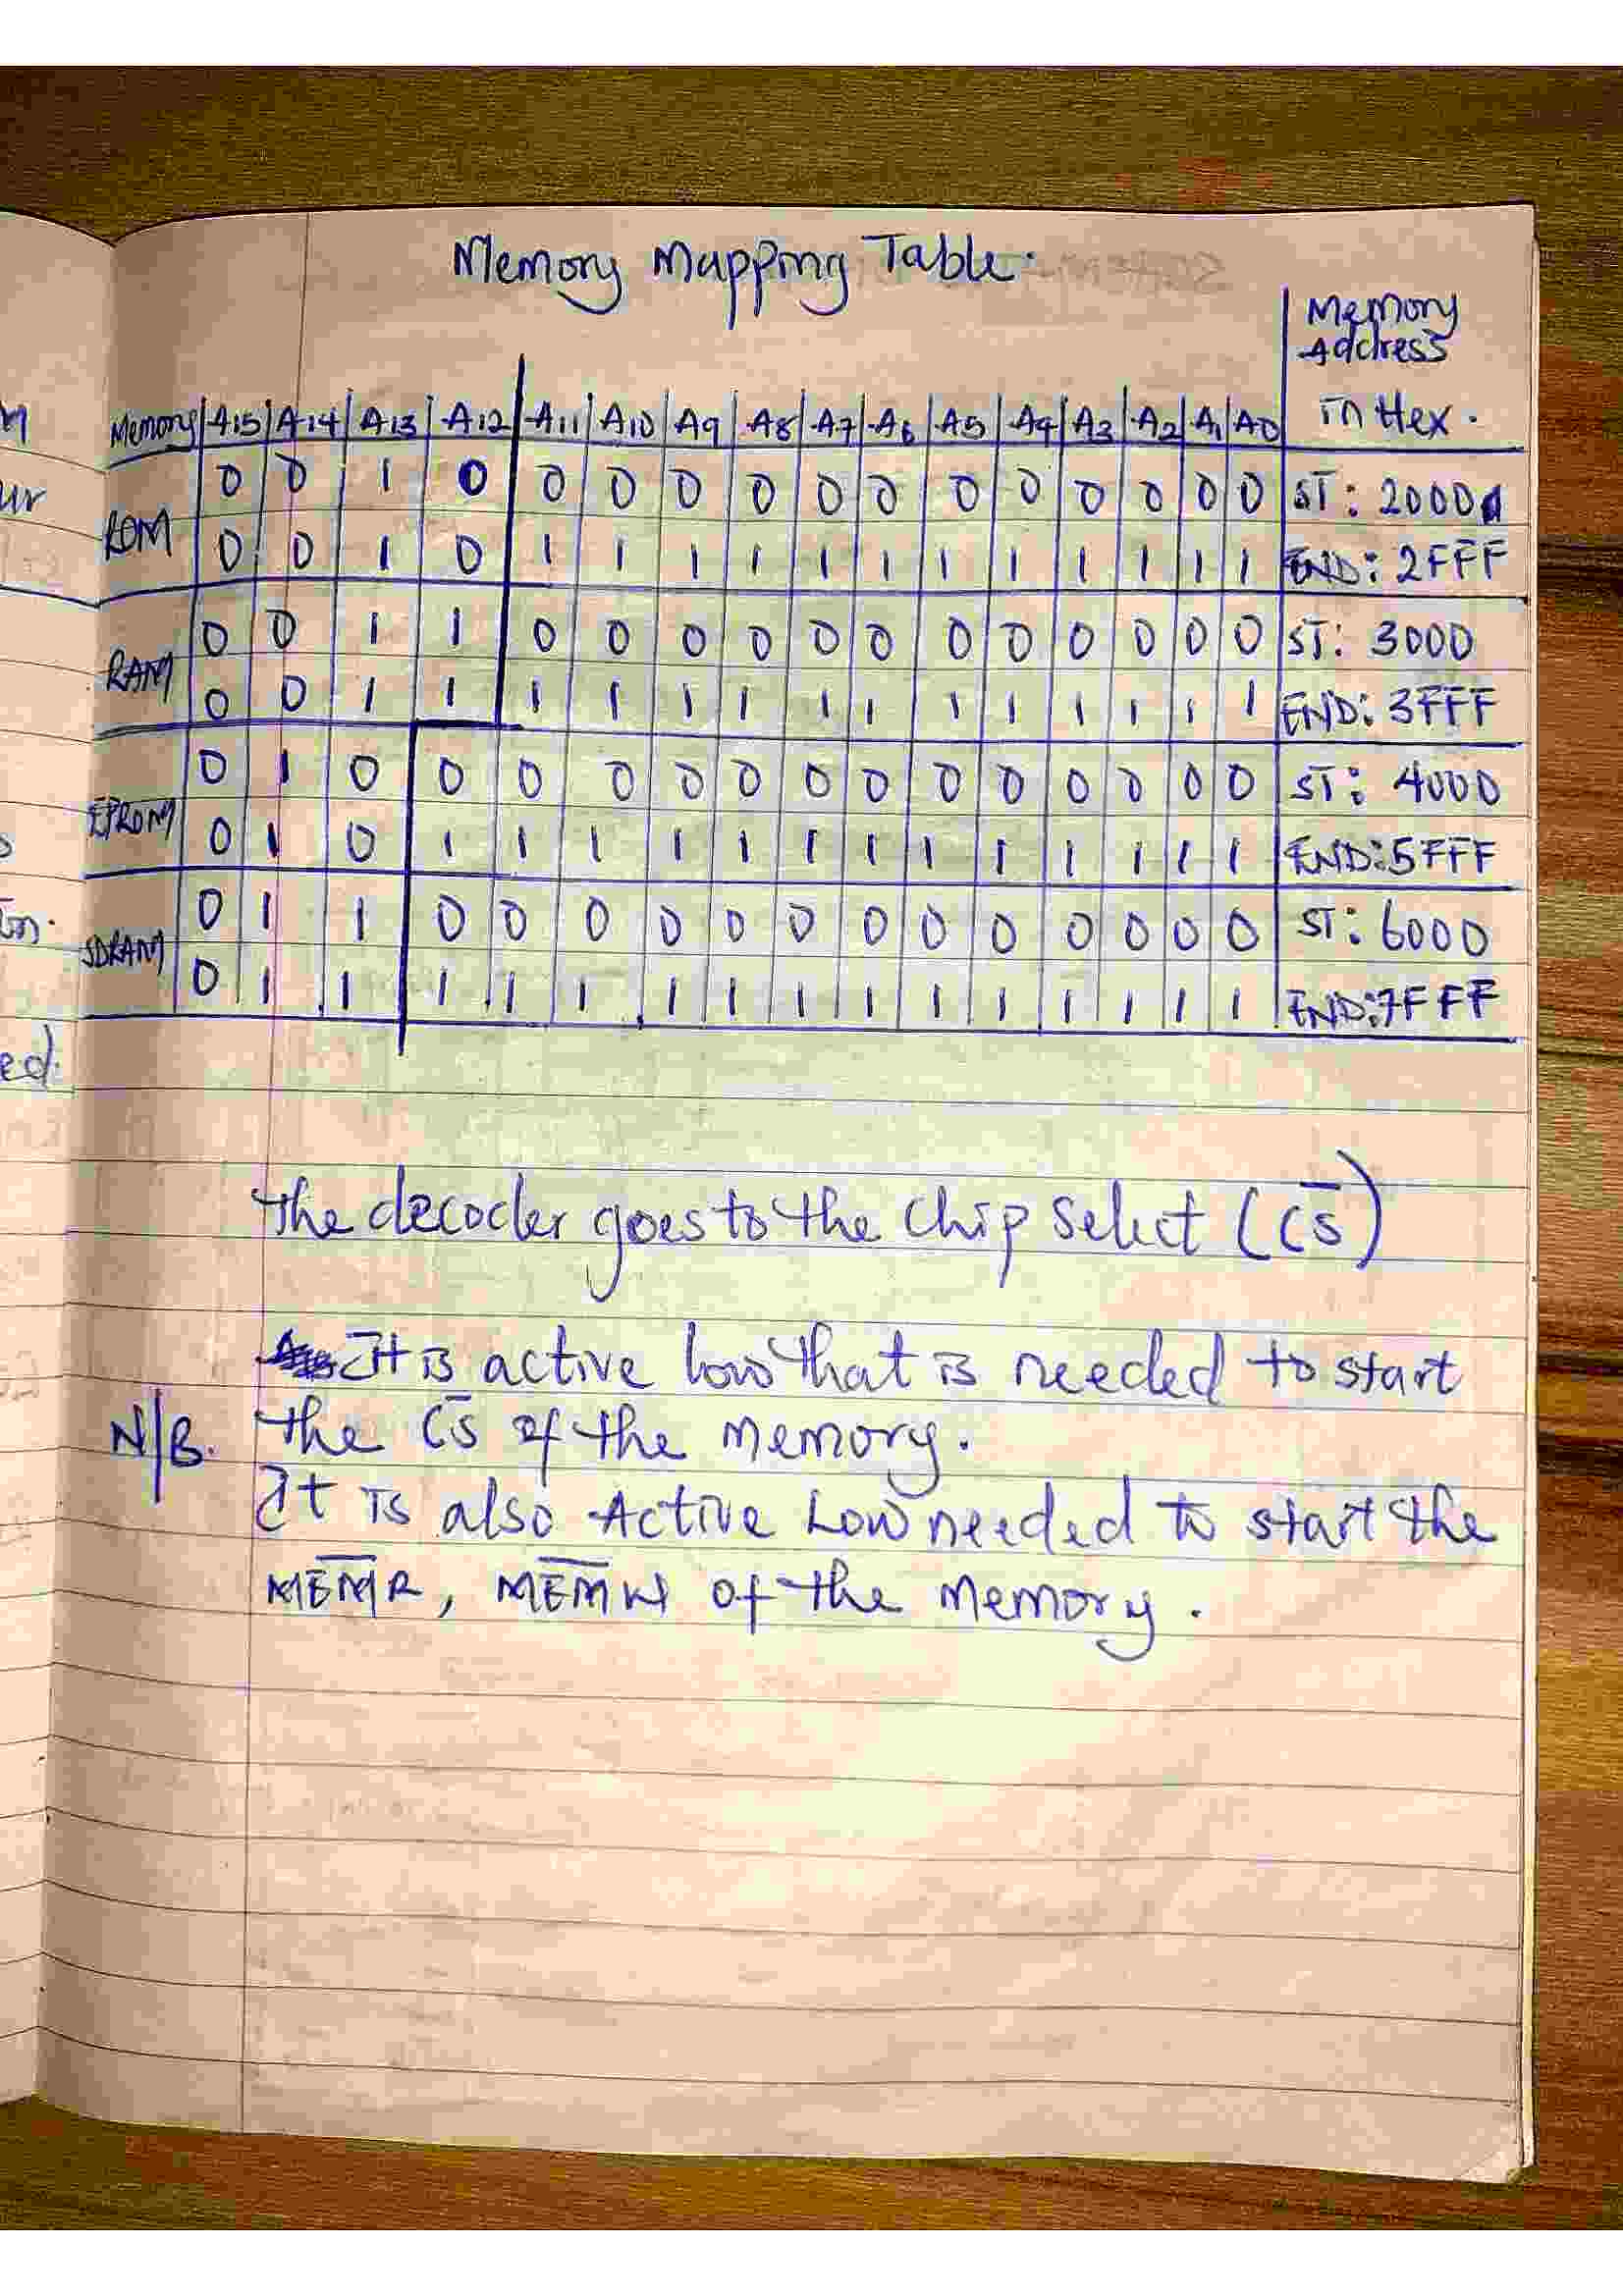 Memory Mapping Table.
Memory
Address
in Hex.
Memory A15 A14 A13 A12 A11 A10 A9 A8 A7 A6 A5 A4 A3 A2 A1 A0
m
ROM
0 0 1 0 0 0 0 0 0 0 0 0 0 0 0 0 ST: 2000
ur
0 0 1 0 1 1 1 1 1 1 1 1 1 1 1 1 END: 2FFF
RAM
0 0 1 1 0 0 0 0 0 0 0 0 0 0 0 0 ST: 3000
0 0 1 1 1 1 1 1 1 1 1 1 1 1 1 1 END: 3FFF
EPROM
0 1 0 0 0 0 0 0 0 0 0 0 0 0 0 0 ST: 4000
0 1 0 1 1 1 1 1 1 1 1 1 1 1 1 1 END: 5FFF
s
SDRAM
0 1 1 0 0 0 0 0 0 0 0 0 0 0 0 0 ST: 6000
in.
0 1 1 1 1 1 1 1 1 1 1 1 1 1 1 1 END: 7FFF
ed.
The decoder goes to the chip select (C̅S̅)
It is active low that is needed to start
N/B. the C̅S̅ of the memory.
It is also Active Low needed to start the
M̅E̅M̅R̅, M̅E̅M̅W̅ of the memory.